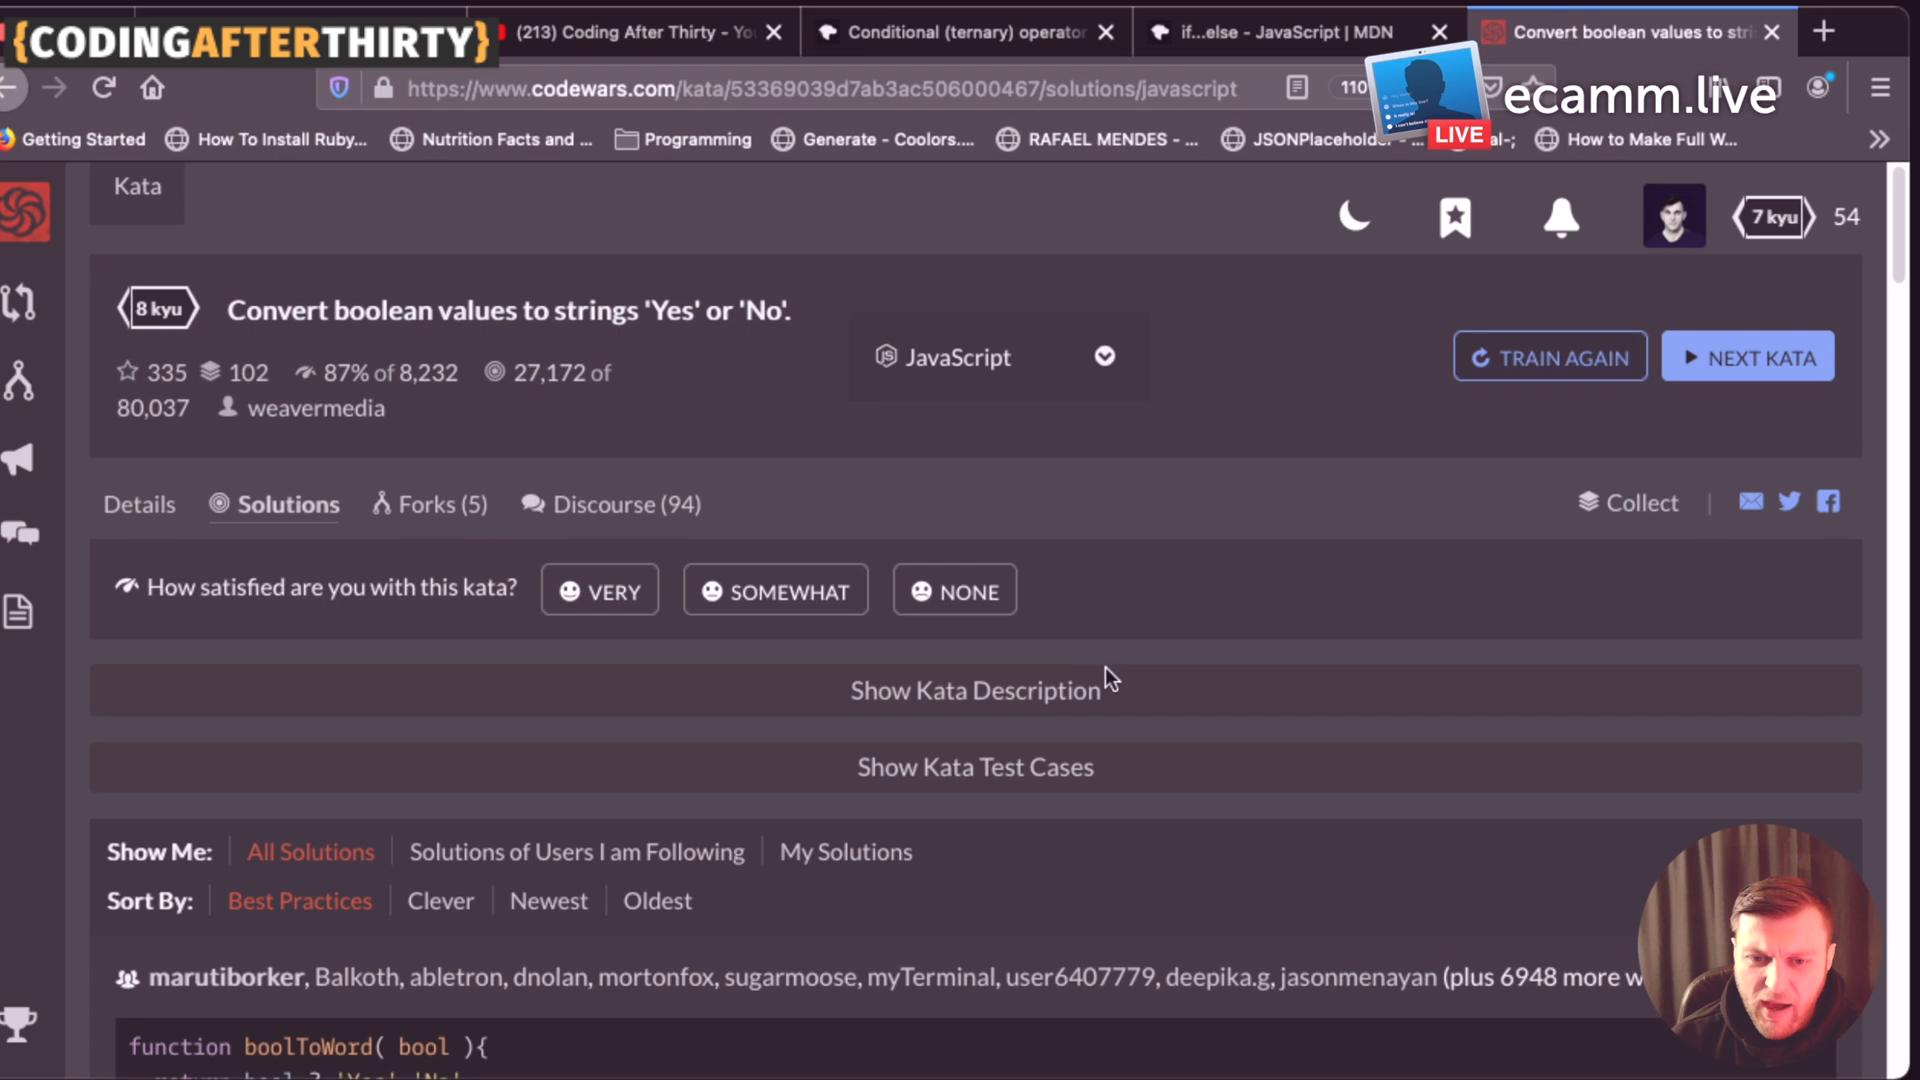 {CODINGAFTERTHIRTY}
(213) Coding After Thirty - Yo
Conditional (ternary) operator
if...else - JavaScript | MDN
Convert boolean values to stri
https://www.codewars.com/kata/53369039d7ab3ac506000467/solutions/javascript
110
ecamm.live
LIVE
Getting Started
How To Install Ruby...
Nutrition Facts and ...
Programming
Generate - Coolors....
RAFAEL MENDES - ...
JSONPlaceholder - ...
al-;
How to Make Full W...
Kata
7 kyu
54
8 kyu
Convert boolean values to strings 'Yes' or 'No'.
335
102
87% of 8,232
27,172 of
80,037
weavermedia
JavaScript
TRAIN AGAIN
NEXT KATA
Details
Solutions
Forks (5)
Discourse (94)
Collect
How satisfied are you with this kata?
VERY
SOMEWHAT
NONE
Show Kata Description
Show Kata Test Cases
Show Me:
All Solutions
Solutions of Users I am Following
My Solutions
Sort By:
Best Practices
Clever
Newest
Oldest
marutiborker, Balkoth, abletron, dnolan, mortonfox, sugarmoose, myTerminal, user6407779, deepika.g, jasonmenayan (plus 6948 more w
function boolToWord( bool ){